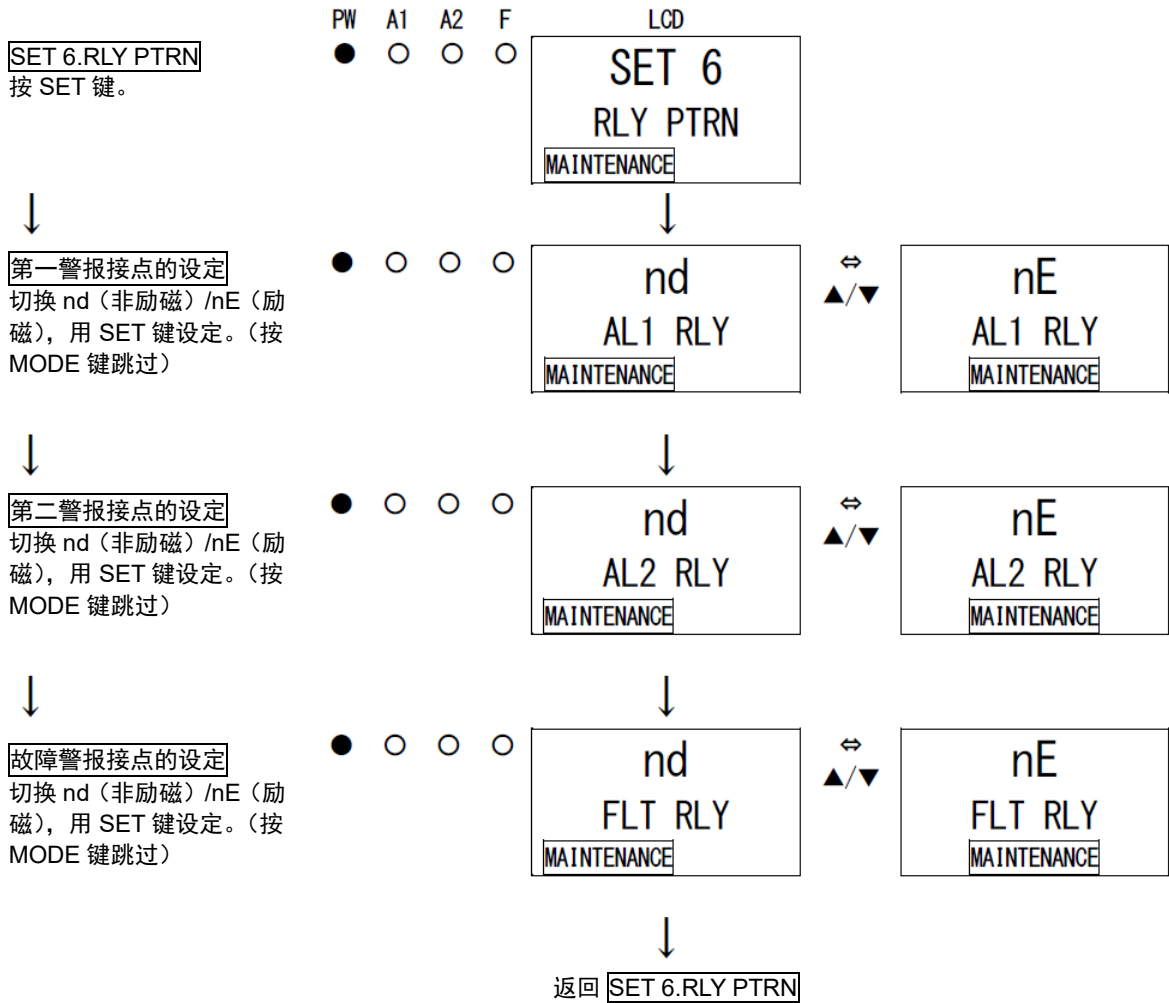 PW A1 A2 F LCD
SET 6.RLY PTRN
按 SET 键。
● ○ ○ ○
SET 6
RLY PTRN
MAINTENANCE
↓ ↓
第一警报接点的设定
切换 nd（非励磁）/nE（励
磁），用 SET 键设定。（按
MODE 键跳过）
● ○ ○ ○
nd
AL1 RLY
MAINTENANCE
⇔
▲/▼
nE
AL1 RLY
MAINTENANCE
↓ ↓
第二警报接点的设定
切换 nd（非励磁）/nE（励
磁），用 SET 键设定。（按
MODE 键跳过）
● ○ ○ ○
nd
AL2 RLY
MAINTENANCE
⇔
▲/▼
nE
AL2 RLY
MAINTENANCE
↓ ↓
故障警报接点的设定
切换 nd（非励磁）/nE（励
磁），用 SET 键设定。（按
MODE 键跳过）
● ○ ○ ○
nd
FLT RLY
MAINTENANCE
⇔
▲/▼
nE
FLT RLY
MAINTENANCE
↓
返回 SET 6.RLY PTRN